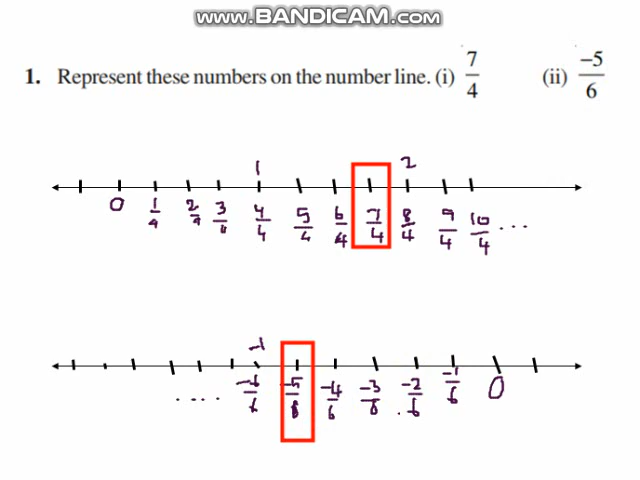 www.BANDICAM.com
1. Represent these numbers on the number line. (i) 7/4 (ii) -5/6
1 2
0 1/4 2/4 3/4 4/4 5/4 6/4 7/4 8/4 9/4 10/4 ...
-1
.... -6/6 -5/6 -4/6 -3/6 -2/6 -1/6 0